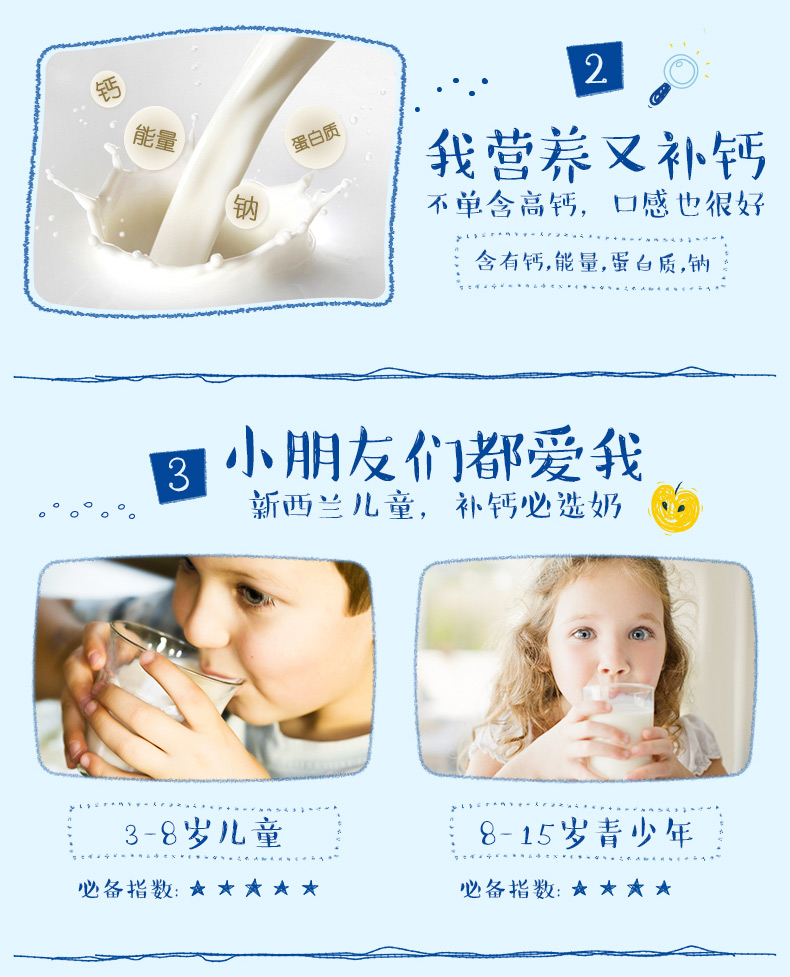 钙
能量
蛋白质
钠
2
我营养又补钙
不单含高钙，口感也很好
含有钙,能量,蛋白质,钠
3
小朋友们都爱我
新西兰儿童，补钙必选奶
3-8岁儿童
必备指数: ★★★★★
8-15岁青少年
必备指数: ★★★★